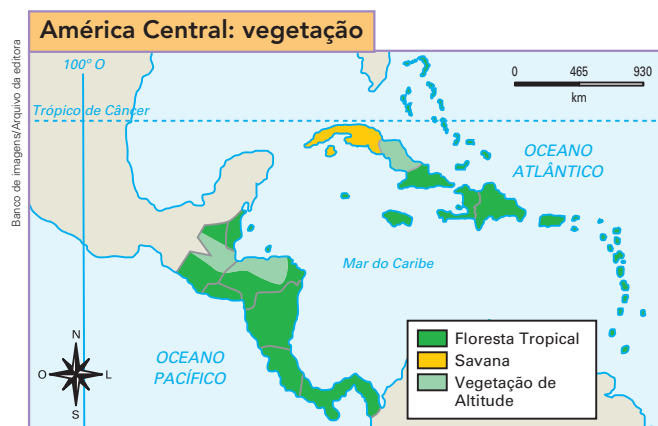 América Central: vegetação
Banco de imagens/Arquivo da editora
100º O
0 465 930
km
Trópico de Câncer
OCEANO
ATLÂNTICO
Mar do Caribe
OCEANO
PACÍFICO
N
O L
S
Floresta Tropical
Savana
Vegetação de
Altitude